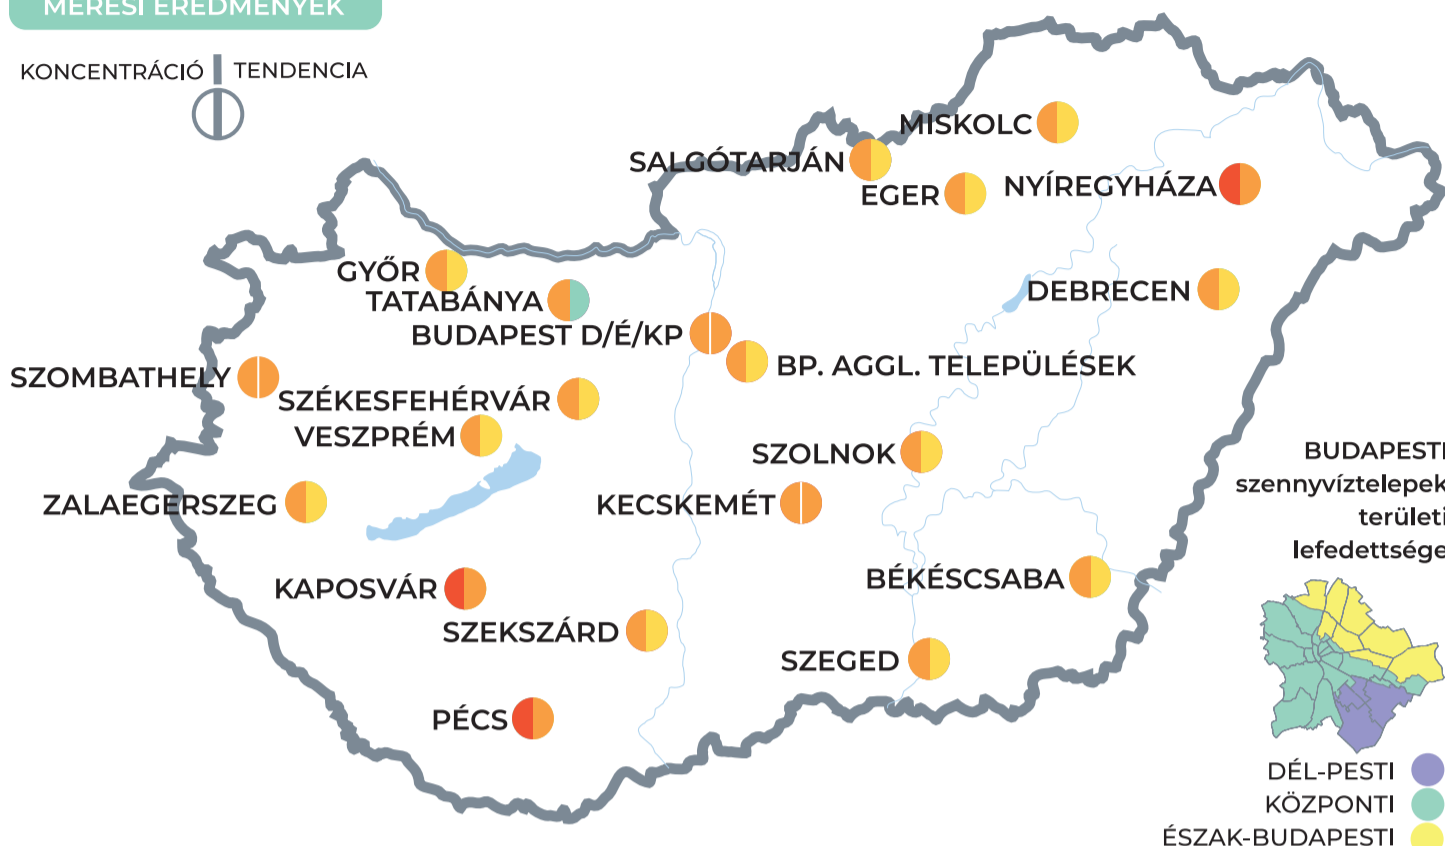 MÉRÉSI EREDMÉNYEK
KONCENTRÁCIÓ TENDENCIA
MISKOLC
SALGÓTARJÁN
EGER
NYÍREGYHÁZA
GYŐR
TATABÁNYA
DEBRECEN
BUDAPEST D/É/KP
BP. AGGL. TELEPÜLÉSEK
SZOMBATHELY
SZÉKESFEHÉRVÁR
VESZPRÉM
SZOLNOK
ZALAEGERSZEG
KECSKEMÉT
BUDAPESTI
szennyvíztelepek
területi
lefedettsége
KAPOSVÁR
BÉKÉSCSABA
SZEKSZÁRD
SZEGED
PÉCS
DÉL-PESTI
KÖZPONTI
ÉSZAK-BUDAPESTI